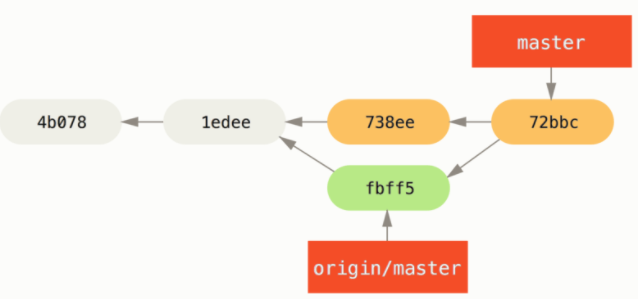 master
4b078
1edee
738ee
72bbc
fbff5
origin/master